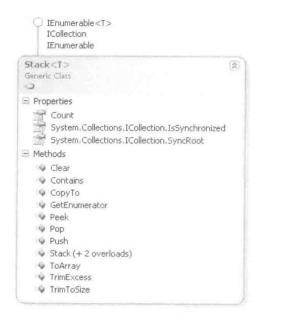 IEnumerable<T>
ICollection
IEnumerable
Stack<T>
Generic Class
Properties
Count
System.Collections.ICollection.IsSynchronized
System.Collections.ICollection.SyncRoot
Methods
Clear
Contains
CopyTo
GetEnumerator
Peek
Pop
Push
Stack (+ 2 overloads)
ToArray
TrimExcess
TrimToSize